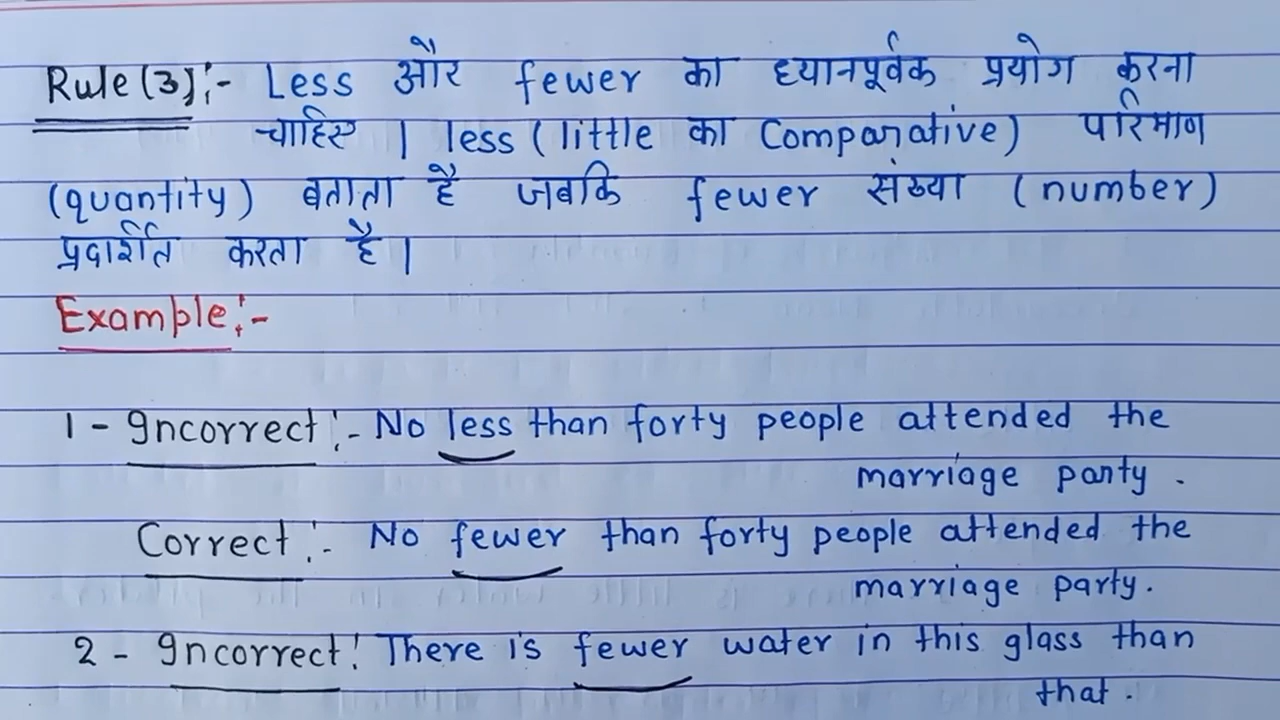 Rule (3):- Less और fewer का ध्यानपूर्वक प्रयोग करना
चाहिए । less (little का Comparative) परिमाण
(quantity) बताता है जबकि fewer संख्या (number)
प्रदर्शित करता है।
Example:-
1 - Incorrect:- No less than forty people attended the
marriage party.
Correct:- No fewer than forty people attended the
marriage party.
2 - Incorrect: There is fewer water in this glass than
that.